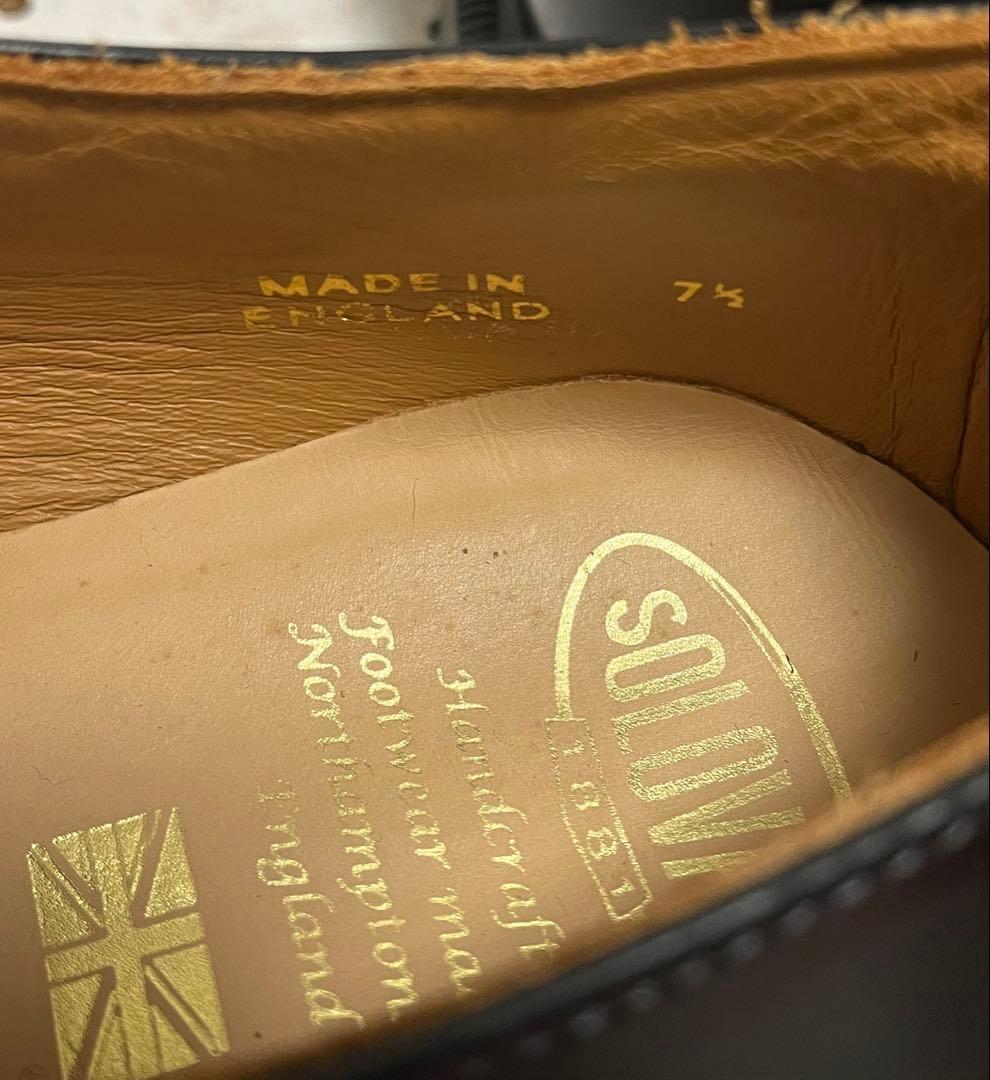 MADE IN
ENGLAND
7½
SOLOV
1881
Handcraft
Footwear ma
Northampton
England